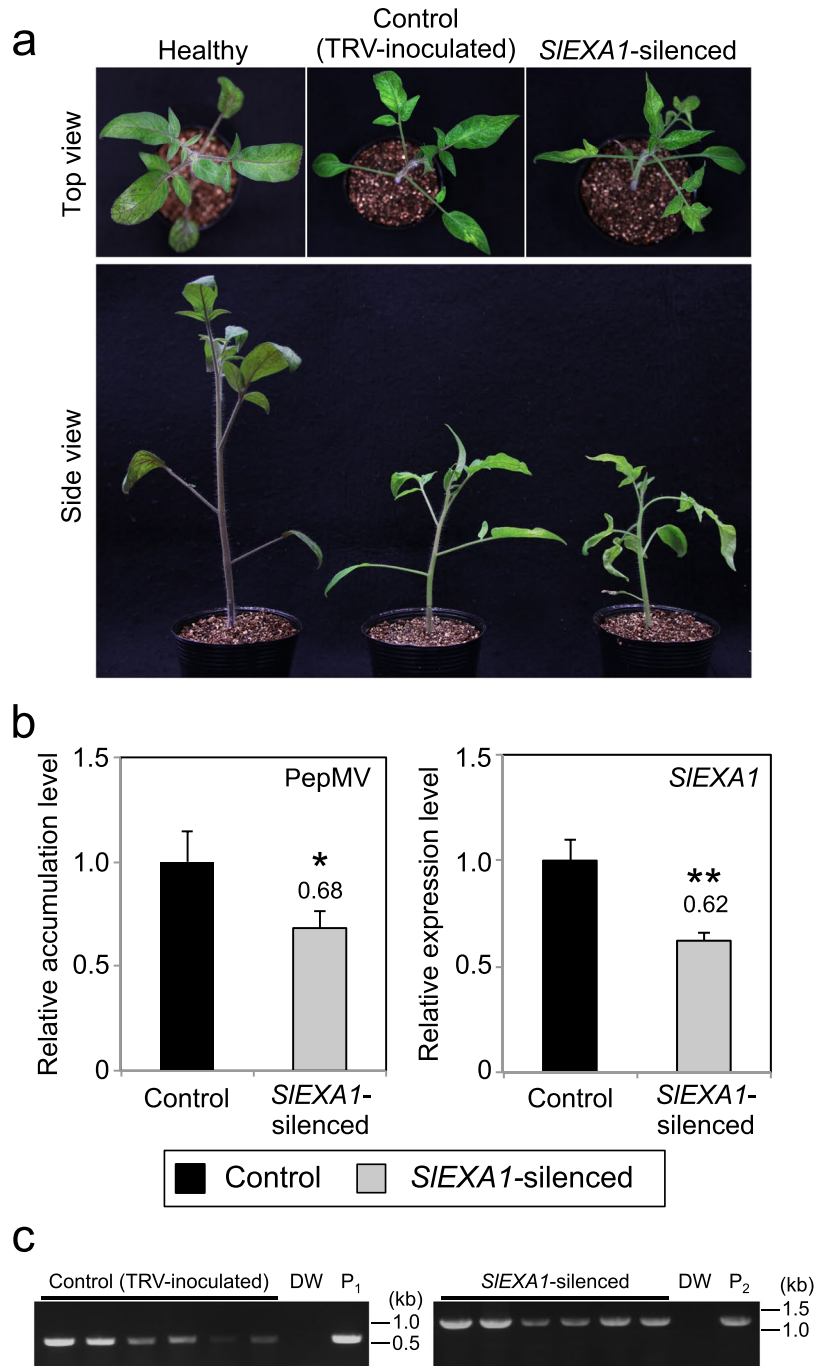 a
Healthy
Control
(TRV-inoculated)
SlEXA1-silenced
Top view
Side view
b
Relative accumulation level
1.5
1.0
0.5
0
PepMV
*
0.68
Control
SlEXA1-
silenced
Relative expression level
1.5
1.0
0.5
0
SlEXA1
**
0.62
Control
SlEXA1-
silenced
Control
SlEXA1-silenced
c
Control (TRV-inoculated) DW P1
(kb)
1.0
0.5
SlEXA1-silenced DW P2
(kb)
1.5
1.0